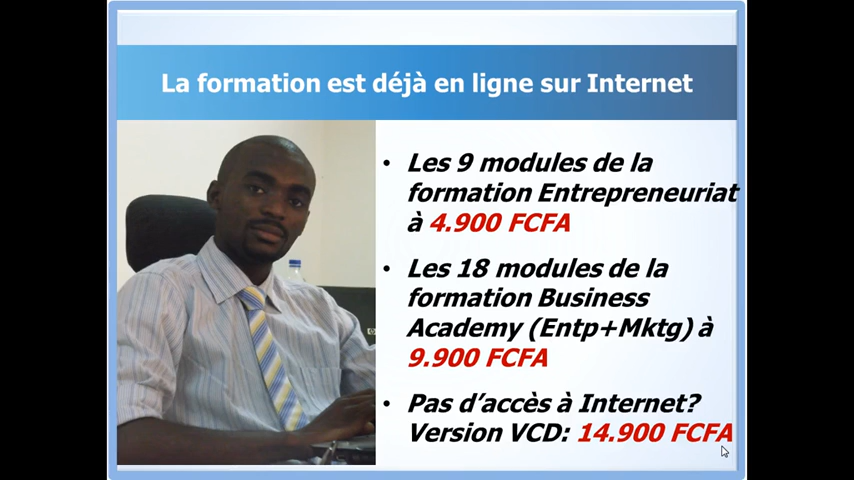 La formation est déjà en ligne sur Internet
• Les 9 modules de la
formation Entrepreneuriat
à 4.900 FCFA
• Les 18 modules de la
formation Business
Academy (Entp+Mktg) à
9.900 FCFA
• Pas d’accès à Internet?
Version VCD: 14.900 FCFA